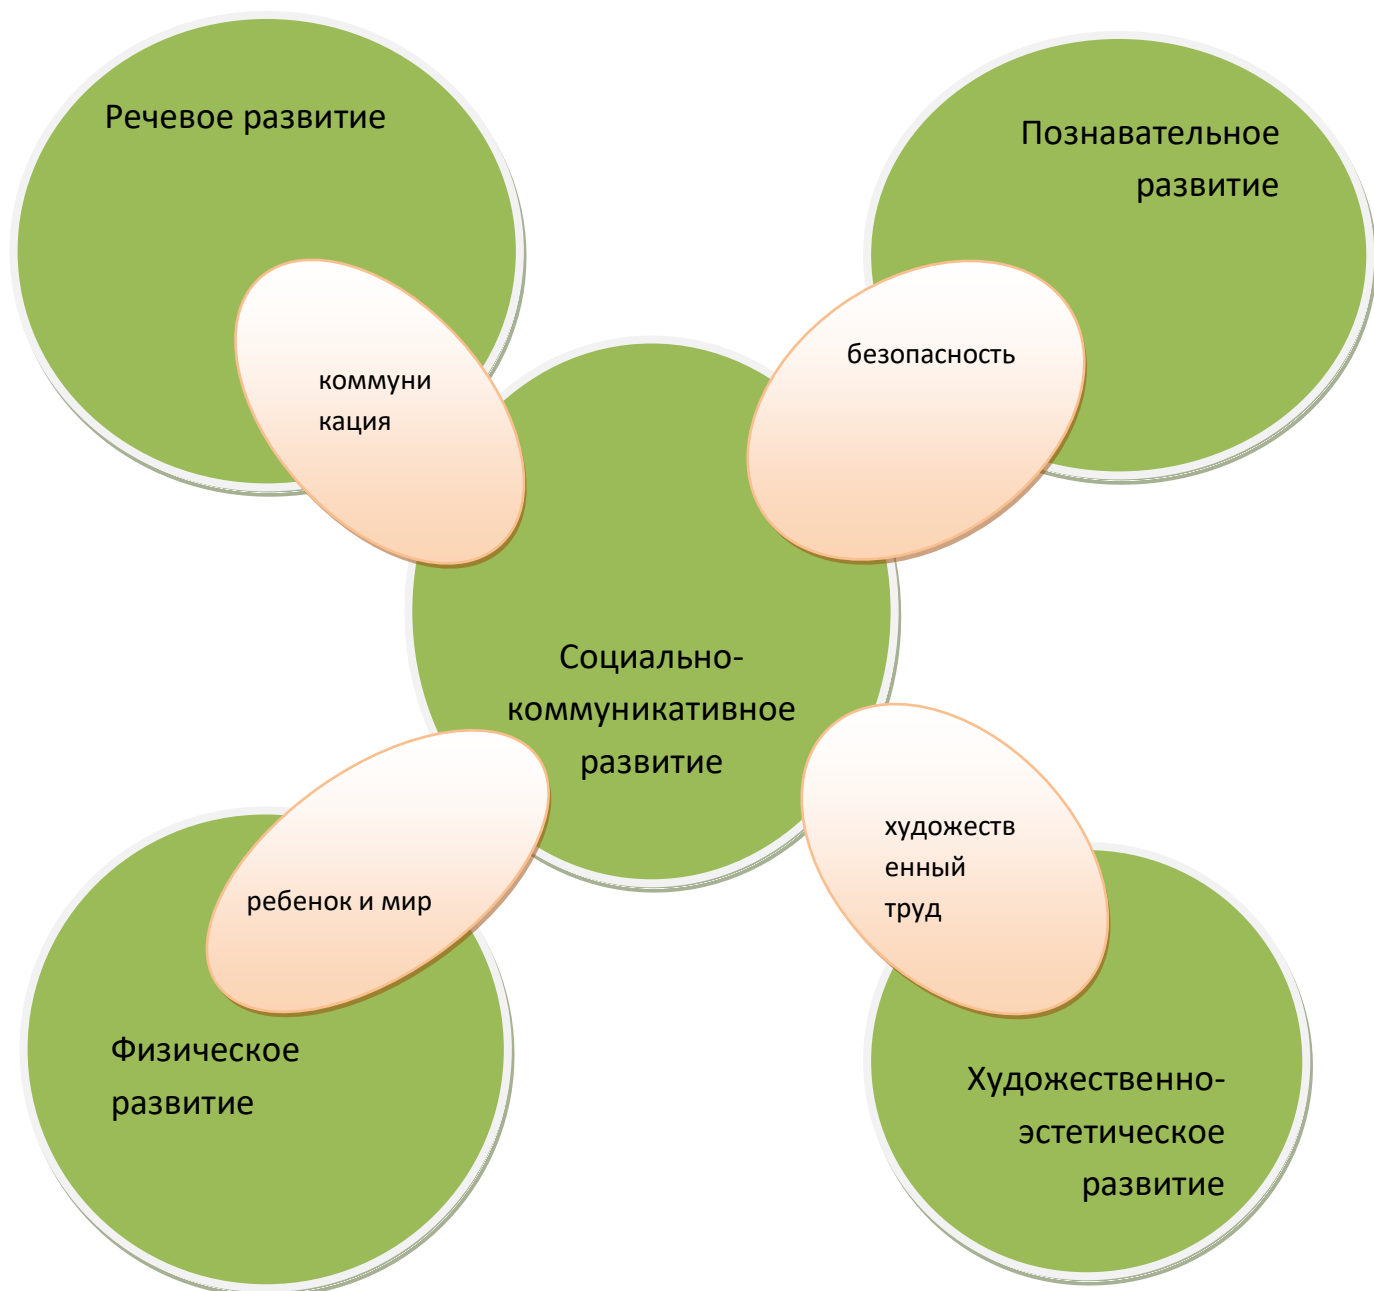 Речевое развитие
Познавательное
развитие
коммуни
кация
безопасность
Социально-
коммуникативное
развитие
ребенок и мир
художеств
енный
труд
Физическое
развитие
Художественно-
эстетическое
развитие